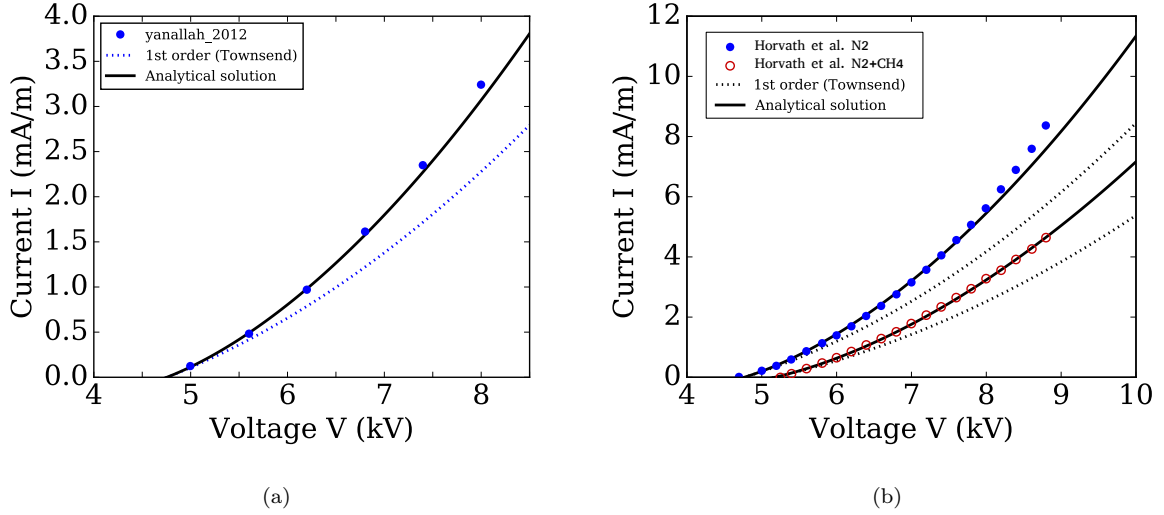 4.0
3.5
3.0
2.5
2.0
1.5
1.0
0.5
0.0
Current I (mA/m)
yanallah_2012
1st order (Townsend)
Analytical solution
4 5 6 7 8
Voltage V (kV)
(a)
12
10
8
6
4
2
0
Current I (mA/m)
Horvath et al. N2
Horvath et al. N2+CH4
1st order (Townsend)
Analytical solution
4 5 6 7 8 9 10
Voltage V (kV)
(b)